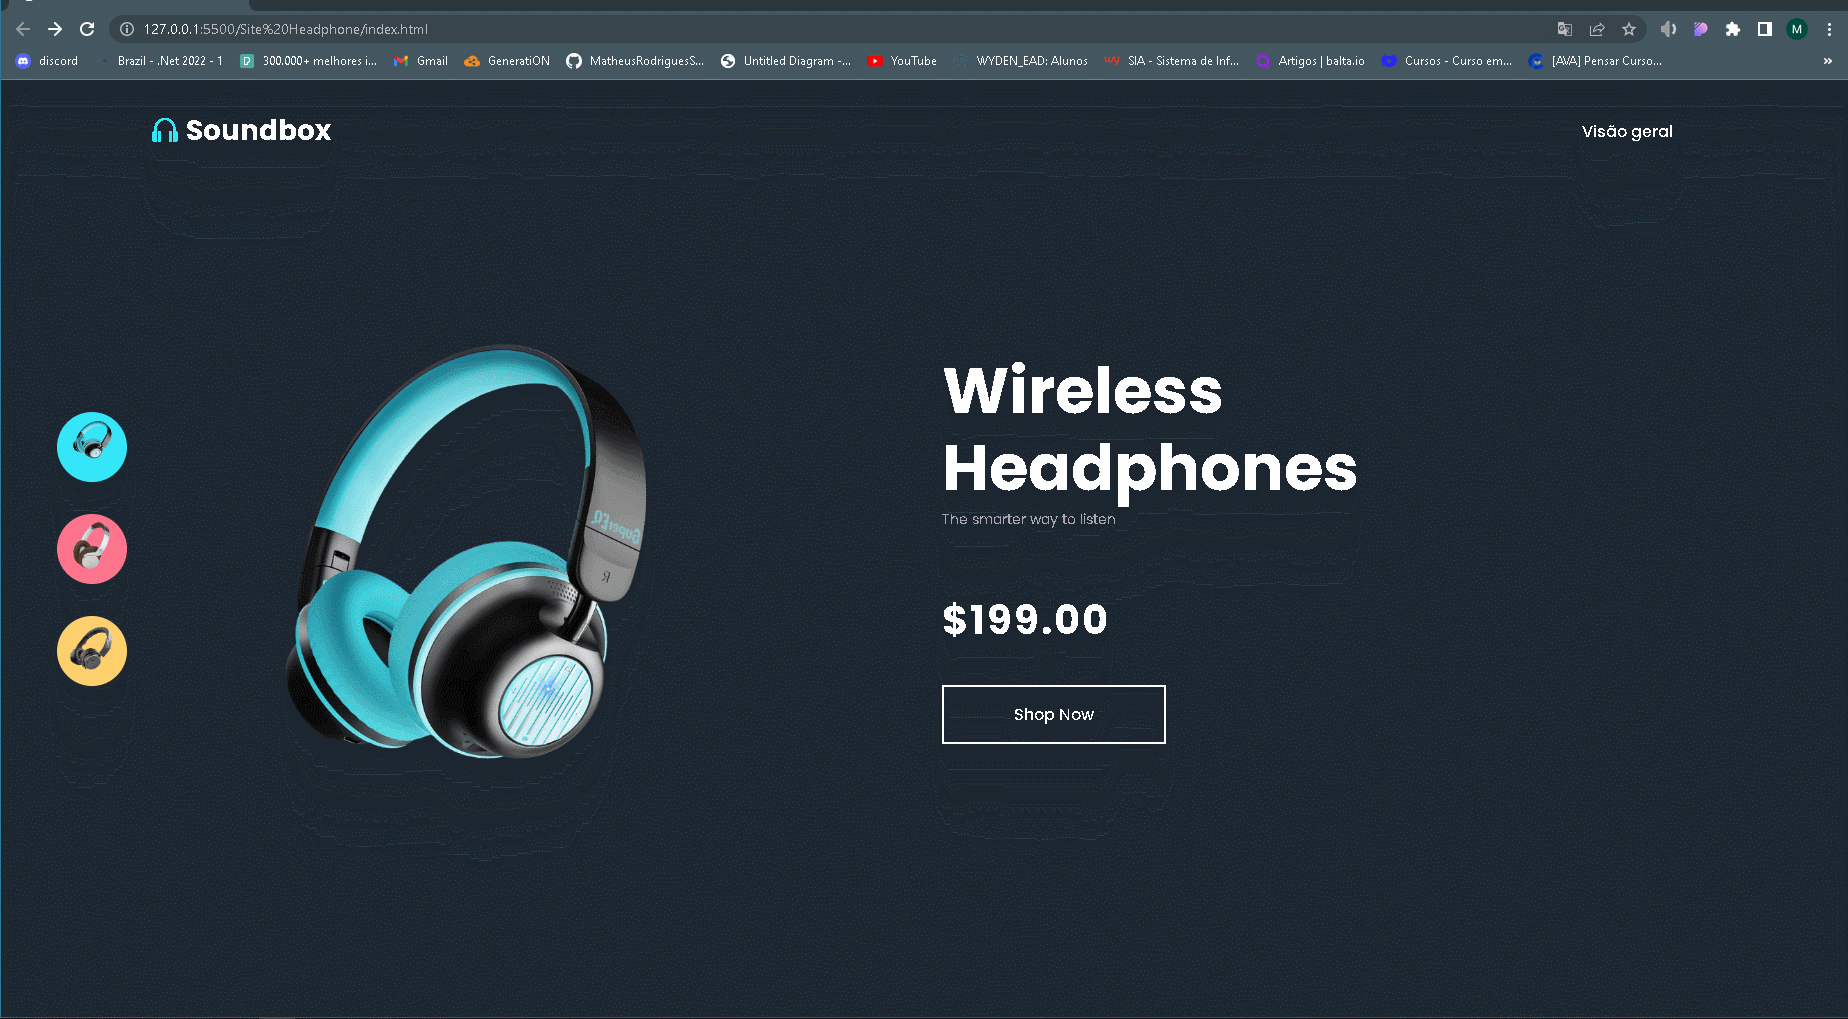 127.0.0.1:5500/Site%20Headphone/index.html
M
discord
Brazil - .Net 2022 - 1
300.000+ melhores i...
Gmail
GeneratiON
MatheusRodriguesS...
Untitled Diagram -...
YouTube
WYDEN_EAD: Alunos
SIA - Sistema de Inf...
Artigos | balta.io
Cursos - Curso em...
[AVA] Pensar Curso...
»
Soundbox
Visão geral
Wireless
Headphones
The smarter way to listen
SuperEQ
R
$199.00
Shop Now